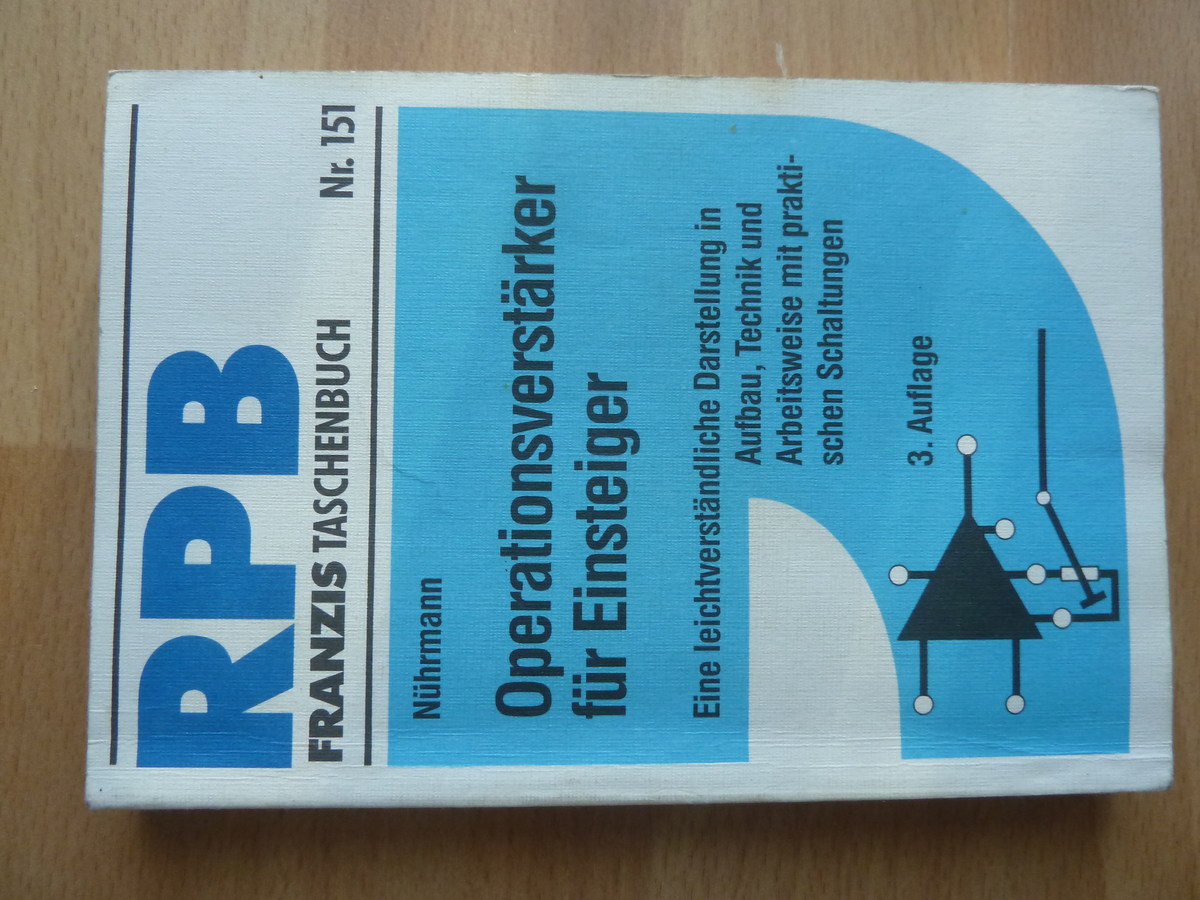 RPB
FRANZIS TASCHENBUCH Nr. 151
Nührmann
Operationsverstärker
für Einsteiger
Eine leichtverständliche Darstellung in
Aufbau, Technik und
Arbeitsweise mit prakti-
schen Schaltungen
3. Auflage